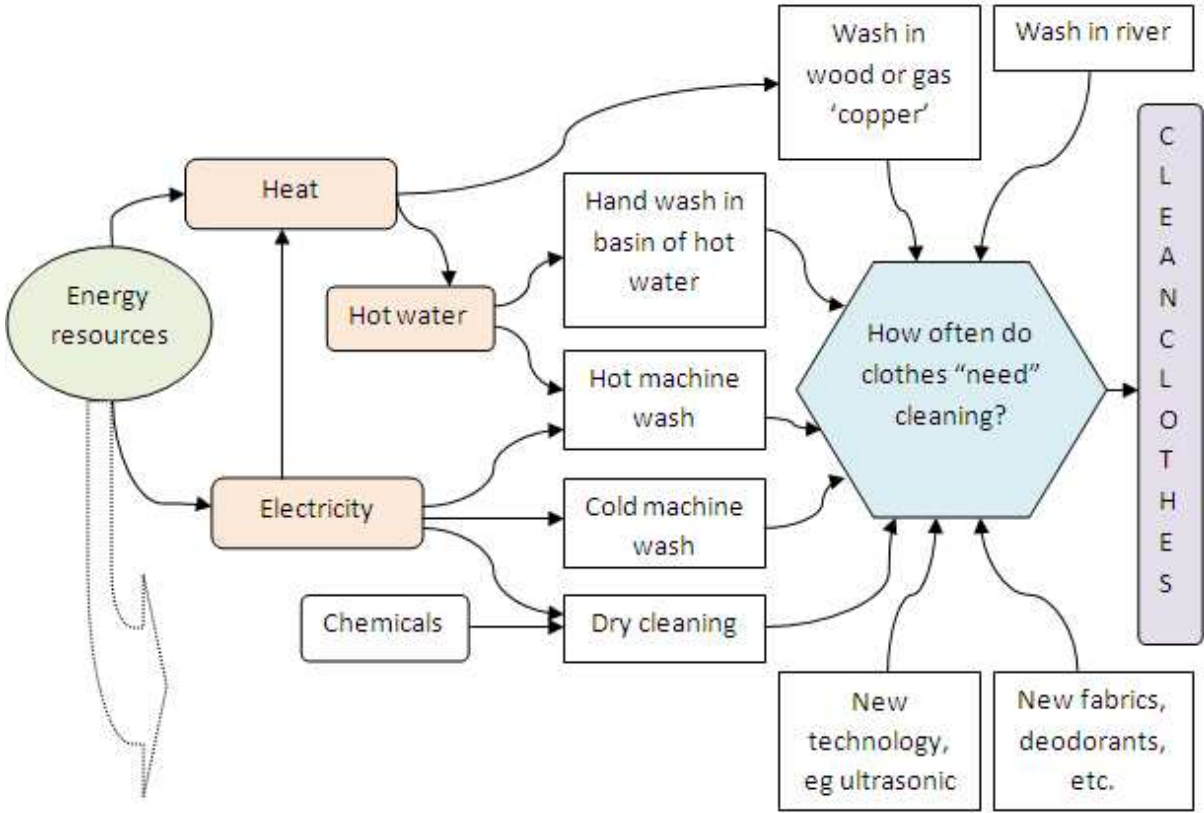 Wash in
wood or gas
‘copper’
Wash in river
Heat
Hand wash in
basin of hot
water
Energy
resources
Hot water
How often do
clothes “need”
cleaning?
Hot machine
wash
Electricity
Cold machine
wash
Chemicals
Dry cleaning
New
technology,
eg ultrasonic
New fabrics,
deodorants,
etc.
C
L
E
A
N
C
L
O
T
H
E
S